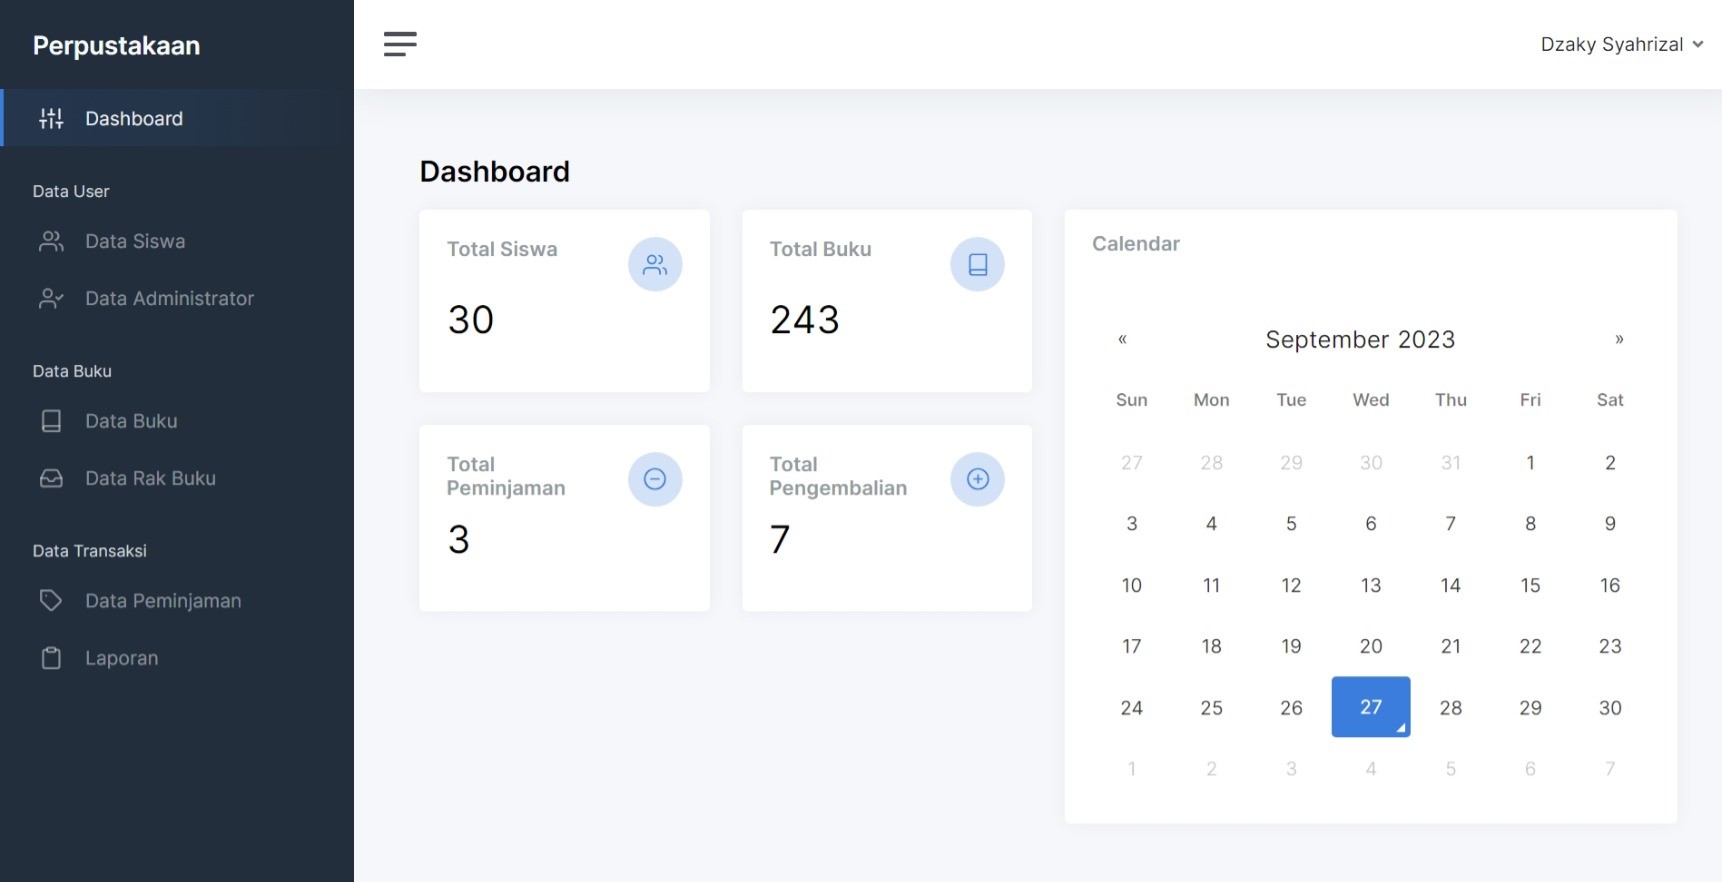 Perpustakaan
Dashboard
Data User
Data Siswa
Data Administrator
Data Buku
Data Buku
Data Rak Buku
Data Transaksi
Data Peminjaman
Laporan
Dzaky Syahrizal
Dashboard
Total Siswa
30
Total Buku
243
Total
Peminjaman
3
Total
Pengembalian
7
Calendar
« September 2023 »
Sun Mon Tue Wed Thu Fri Sat
27 28 29 30 31 1 2
3 4 5 6 7 8 9
10 11 12 13 14 15 16
17 18 19 20 21 22 23
24 25 26 27 28 29 30
1 2 3 4 5 6 7